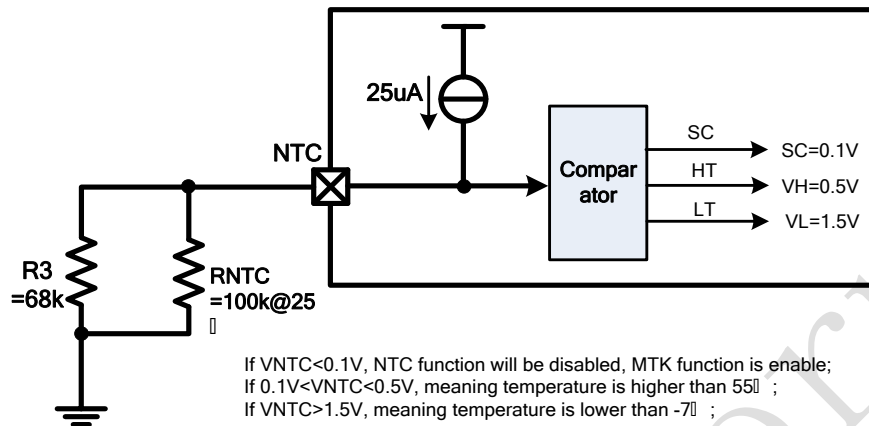 25uA
NTC
Compar
ator
SC
HT
LT
SC=0.1V
VH=0.5V
VL=1.5V
R3
=68k
RNTC
=100k@25
If VNTC<0.1V, NTC function will be disabled, MTK function is enable;
If 0.1V<VNTC<0.5V, meaning temperature is higher than 55▯ ;
If VNTC>1.5V, meaning temperature is lower than -7▯ ;